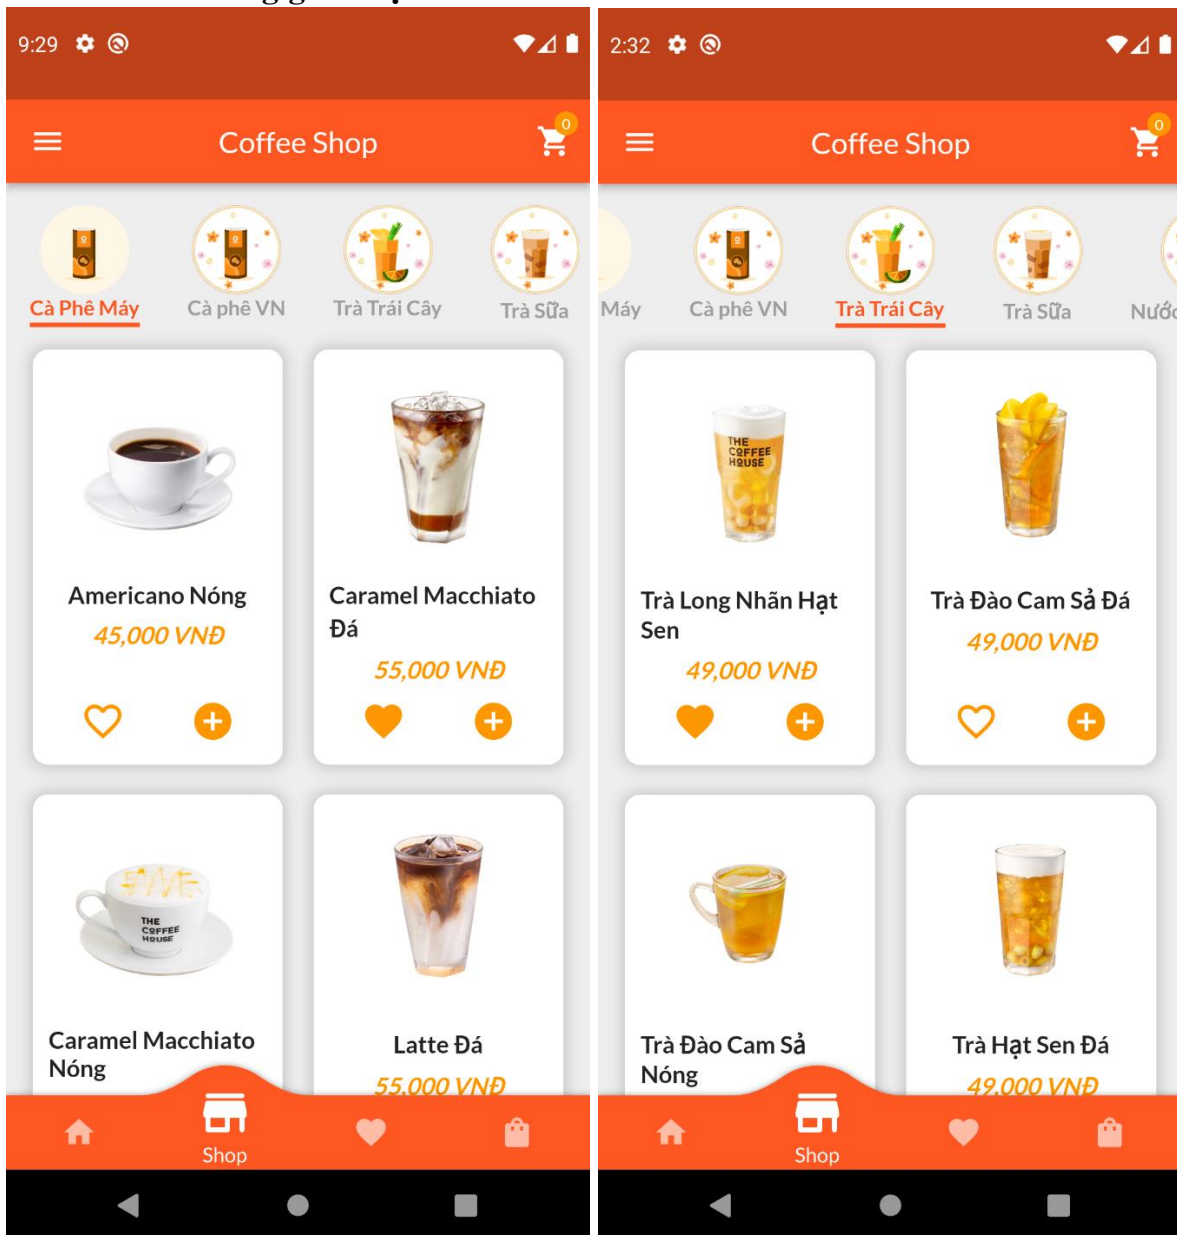 9:29
Coffee Shop
0
Cà Phê Máy
Cà phê VN
Trà Trái Cây
Trà Sữa
Americano Nóng
45,000 VNĐ
Caramel Macchiato
Đá
55,000 VNĐ
THE
COFFEE
HOUSE
Caramel Macchiato
Nóng
Latte Đá
55,000 VNĐ
Shop
2:32
Coffee Shop
0
Máy
Cà phê VN
Trà Trái Cây
Trà Sữa
Nước
THE
COFFEE
HOUSE
Trà Long Nhãn Hạt
Sen
49,000 VNĐ
Trà Đào Cam Sả Đá
49,000 VNĐ
Trà Đào Cam Sả
Nóng
Trà Hạt Sen Đá
49,000 VNĐ
Shop